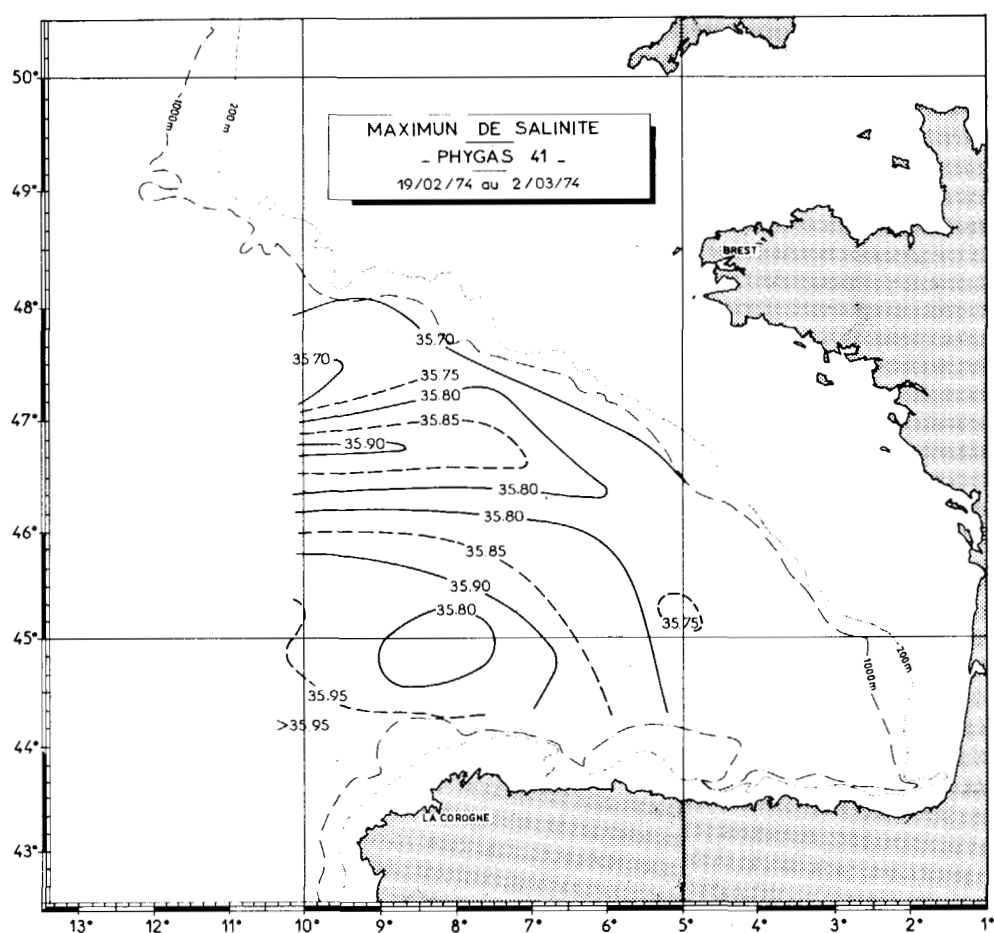 MAXIMUN DE SALINITE
- PHYGAS 41 -
19/02/74 au 2/03/74
50°
49°
48°
47°
46°
45°
44°
43°
1000m
200 m
BREST
35.70
35.70
35.75
35.80
35.85
35.90
35.80
35.80
35.85
35.90
35.80
35.75
35.95
>35.95
1000m
200m
LA COROGNE
13° 12° 11° 10° 9° 8° 7° 6° 5° 4° 3° 2° 1°